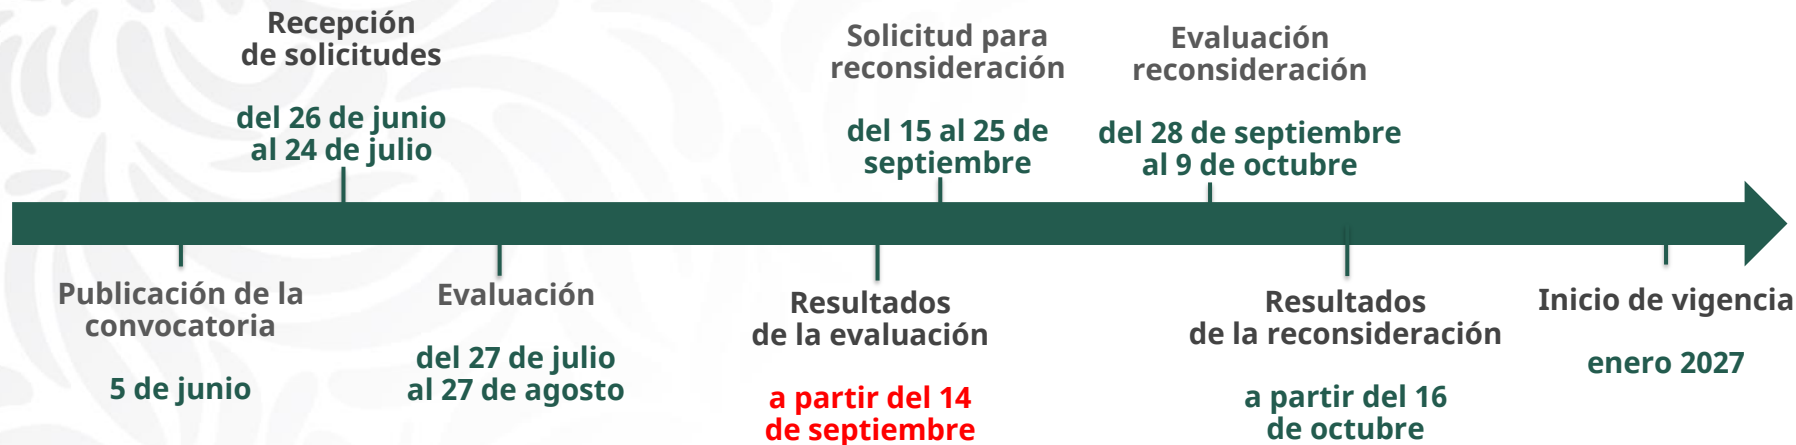 Recepción
de solicitudes
del 26 de junio
al 24 de julio
Solicitud para
reconsideración
del 15 al 25 de
septiembre
Evaluación
reconsideración
del 28 de septiembre
al 9 de octubre
Publicación de la
convocatoria
5 de junio
Evaluación
del 27 de julio
al 27 de agosto
Resultados
de la evaluación
a partir del 14
de septiembre
Resultados
de la reconsideración
a partir del 16
de octubre
Inicio de vigencia
enero 2027